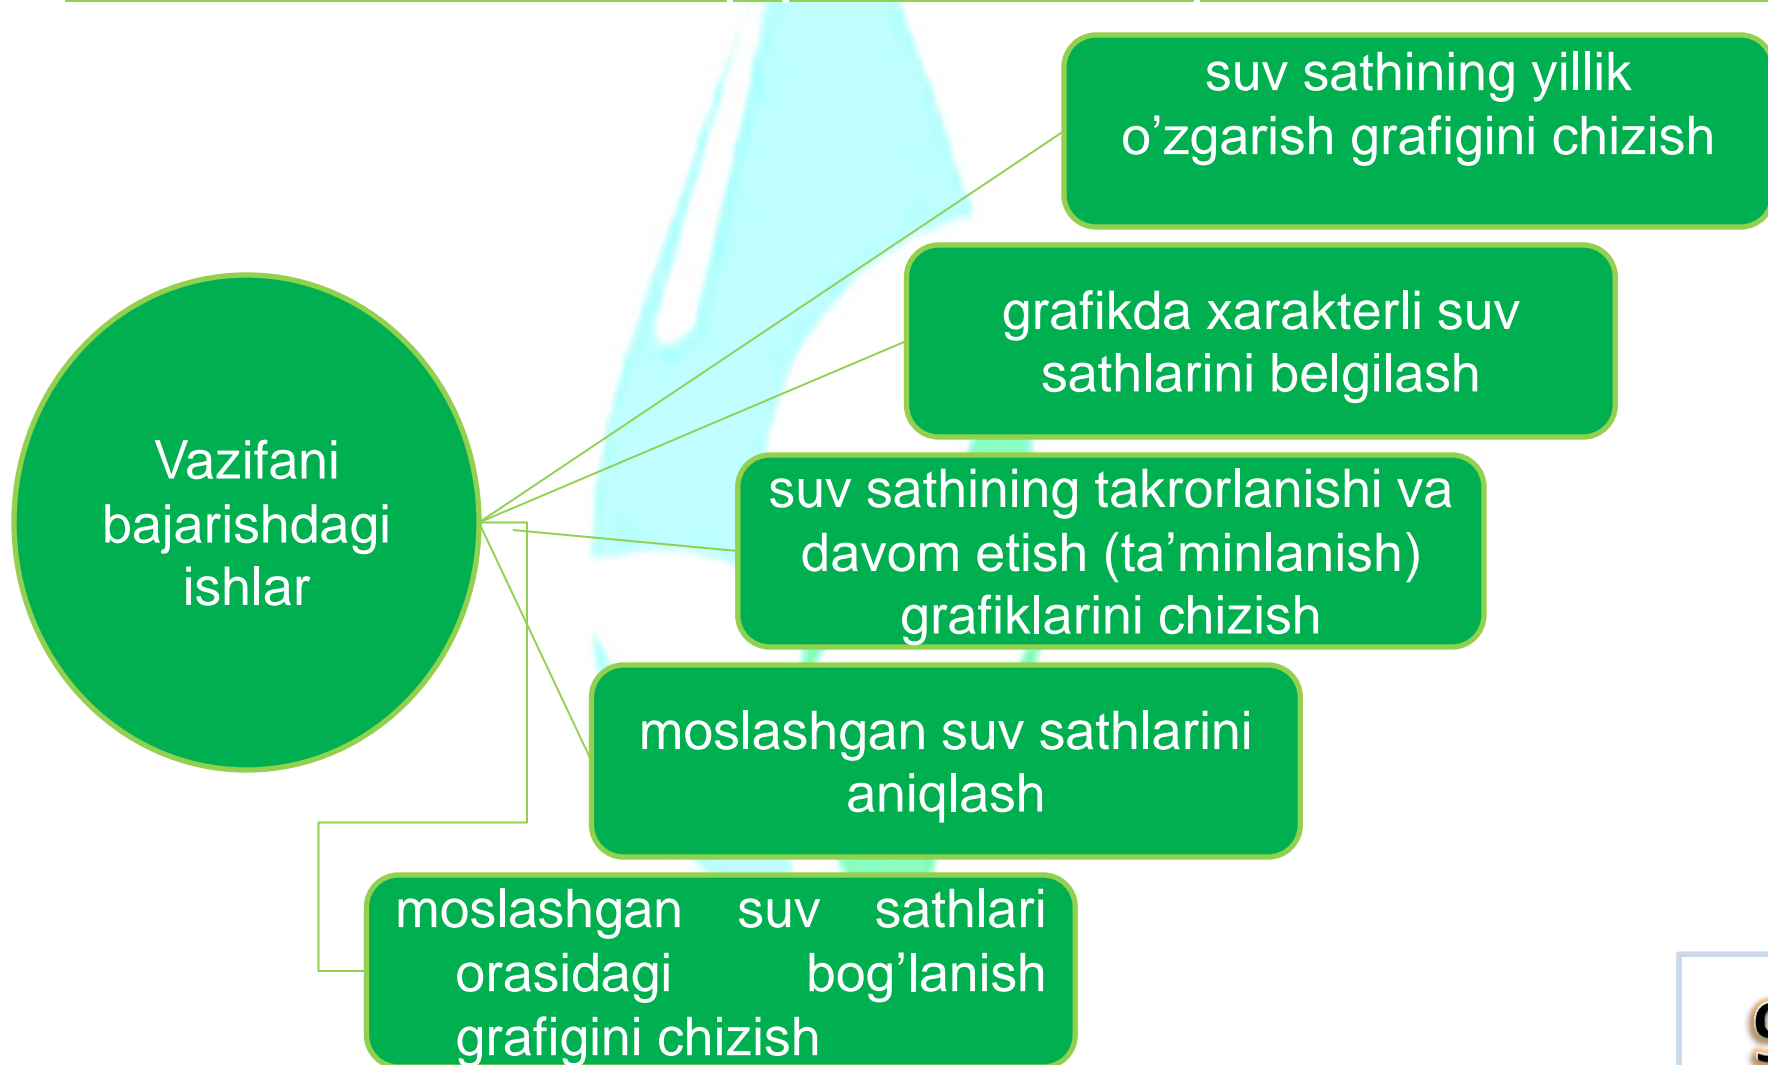 suv sathining yillik
o’zgarish grafigini chizish
grafikda xarakterli suv
sathlarini belgilash
Vazifani
bajarishdagi
ishlar
suv sathining takrorlanishi va
davom etish (ta’minlanish)
grafiklarini chizish
moslashgan suv sathlarini
aniqlash
moslashgan suv sathlari
orasidagi bog’lanish
grafigini chizish